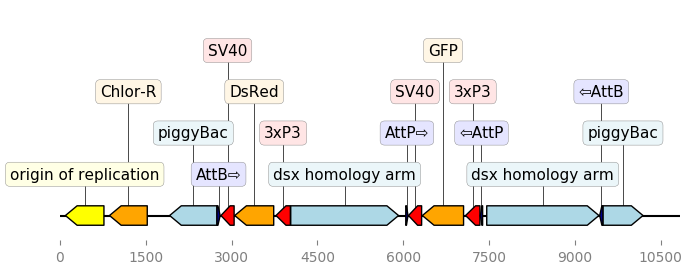 SV40 GFP
Chlor-R DsRed SV40 3xP3 ⇦AttB
piggyBac 3xP3 AttP⇨ ⇦AttP piggyBac
origin of replication AttB⇨ dsx homology arm dsx homology arm
0 1500 3000 4500 6000 7500 9000 10500